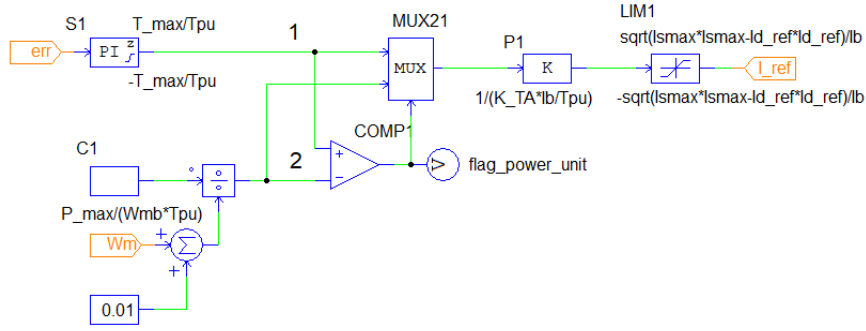 MUX21
LIM1
S1
T_max/Tpu
1
sqrt(Ismax*Ismax-Id_ref*Id_ref)/Ib
P1
err
PI
z
MUX
K
I_ref
-T_max/Tpu
1/(K_TA*Ib/Tpu)
-sqrt(Ismax*Ismax-Id_ref*Id_ref)/Ib
COMP1
C1
2
+
−
÷
V
flag_power_unit
P_max/(Wmb*Tpu)
Wm
+
Σ
+
0.01